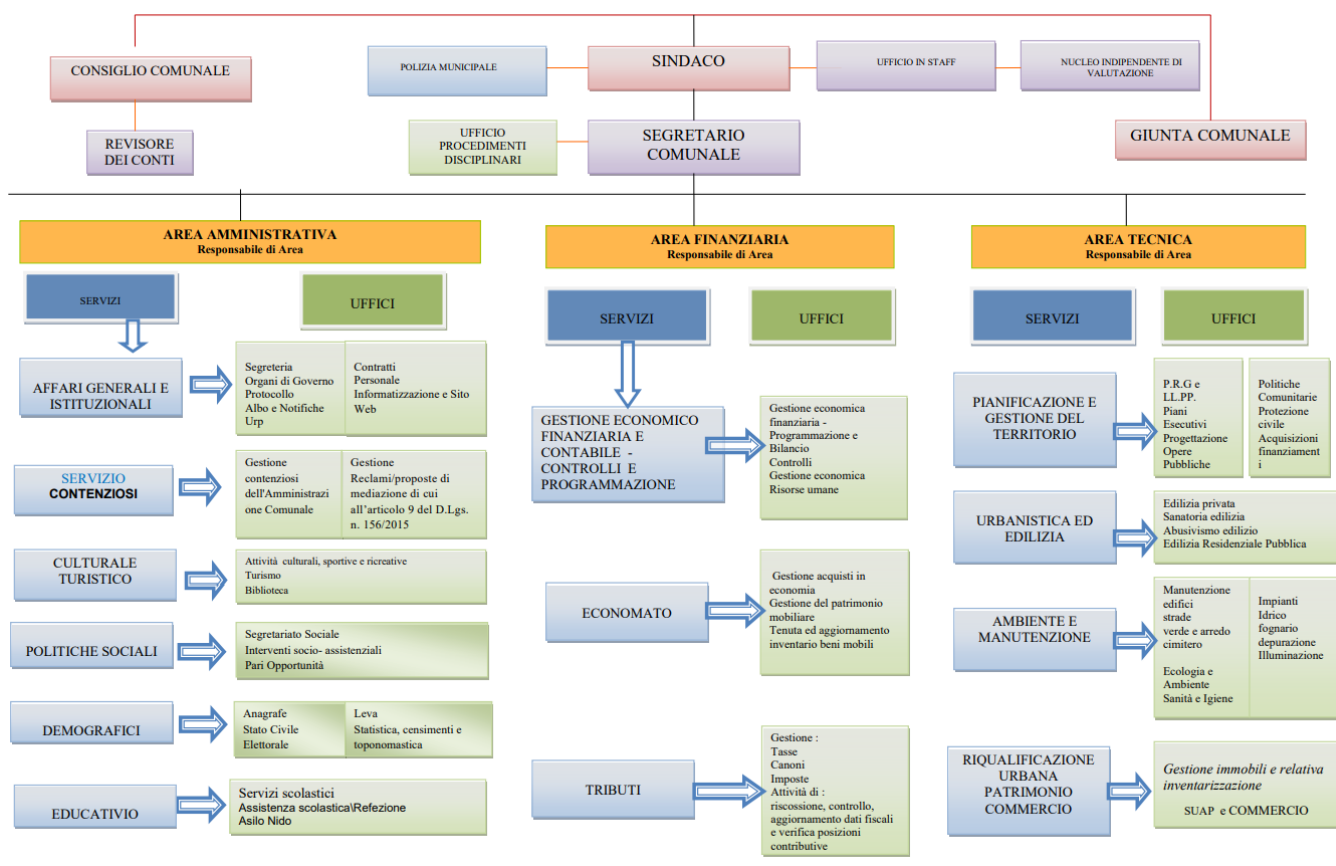 CONSIGLIO COMUNALE
POLIZIA MUNICIPALE
SINDACO
UFFICIO IN STAFF
NUCLEO INDIPENDENTE DI
VALUTAZIONE
REVISORE
DEI CONTI
UFFICIO
PROCEDIMENTI
DISCIPLINARI
SEGRETARIO
COMUNALE
GIUNTA COMUNALE
AREA AMMINISTRATIVA
Responsabile di Area
SERVIZI
UFFICI
AFFARI GENERALI E
ISTITUZIONALI
Segreteria
Organi di Governo
Protocollo
Albo e Notifiche
Urp
Contratti
Personale
Informatizzazione e Sito
Web
SERVIZIO
CONTENZIOSI
Gestione
contenziosi
dell'Amministrazi
one Comunale
Gestione
Reclami/proposte di
mediazione di cui
all'articolo 9 del D.Lgs.
n. 156/2015
CULTURALE
TURISTICO
Attività culturali, sportive e ricreative
Turismo
Biblioteca
POLITICHE SOCIALI
Segretariato Sociale
Interventi socio- assistenziali
Pari Opportunità
DEMOGRAFICI
Anagrafe
Stato Civile
Elettorale
Leva
Statistica, censimenti e
toponomastica
EDUCATIVIO
Servizi scolastici
Assistenza scolastica\Refezione
Asilo Nido
AREA FINANZIARIA
Responsabile di Area
SERVIZI
UFFICI
GESTIONE ECONOMICO
FINANZIARIA E
CONTABILE -
CONTROLLI E
PROGRAMMAZIONE
Gestione economica
finanziaria -
Programmazione e
Bilancio
Controlli
Gestione economica
Risorse umane
ECONOMATO
Gestione acquisti in
economia
Gestione del patrimonio
mobiliare
Tenuta ed aggiornamento
inventario beni mobili
TRIBUTI
Gestione :
Tasse
Canoni
Imposte
Attività di :
riscossione, controllo,
aggiornamento dati fiscali
e verifica posizioni
contributive
AREA TECNICA
Responsabile di Area
SERVIZI
UFFICI
PIANIFICAZIONE E
GESTIONE DEL
TERRITORIO
P.R.G e
LL.PP.
Piani
Esecutivi
Progettazione
Opere
Pubbliche
Politiche
Comunitarie
Protezione
civile
Acquisizioni
finanziament
i
URBANISTICA ED
EDILIZIA
Edilizia privata
Sanatoria edilizia
Abusivismo edilizio
Edilizia Residenziale Pubblica
AMBIENTE E
MANUTENZIONE
Manutenzione
edifici
strade
verde e arredo
cimitero
Ecologia e
Ambiente
Sanità e Igiene
Impianti
Idrico
fognario
depurazione
Illuminazione
RIQUALIFICAZIONE
URBANA
PATRIMONIO
COMMERCIO
Gestione immobili e relativa
inventarizzazione
SUAP e COMMERCIO